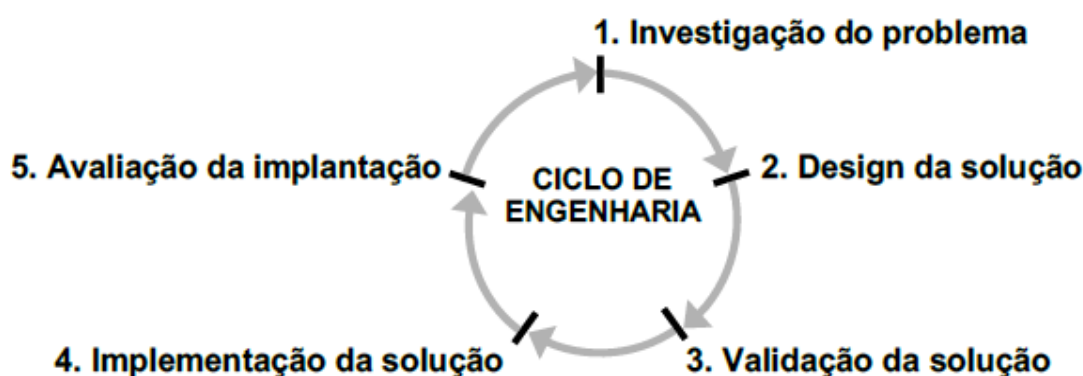 1. Investigação do problema
2. Design da solução
3. Validação da solução
4. Implementação da solução
5. Avaliação da implantação
CICLO DE
ENGENHARIA